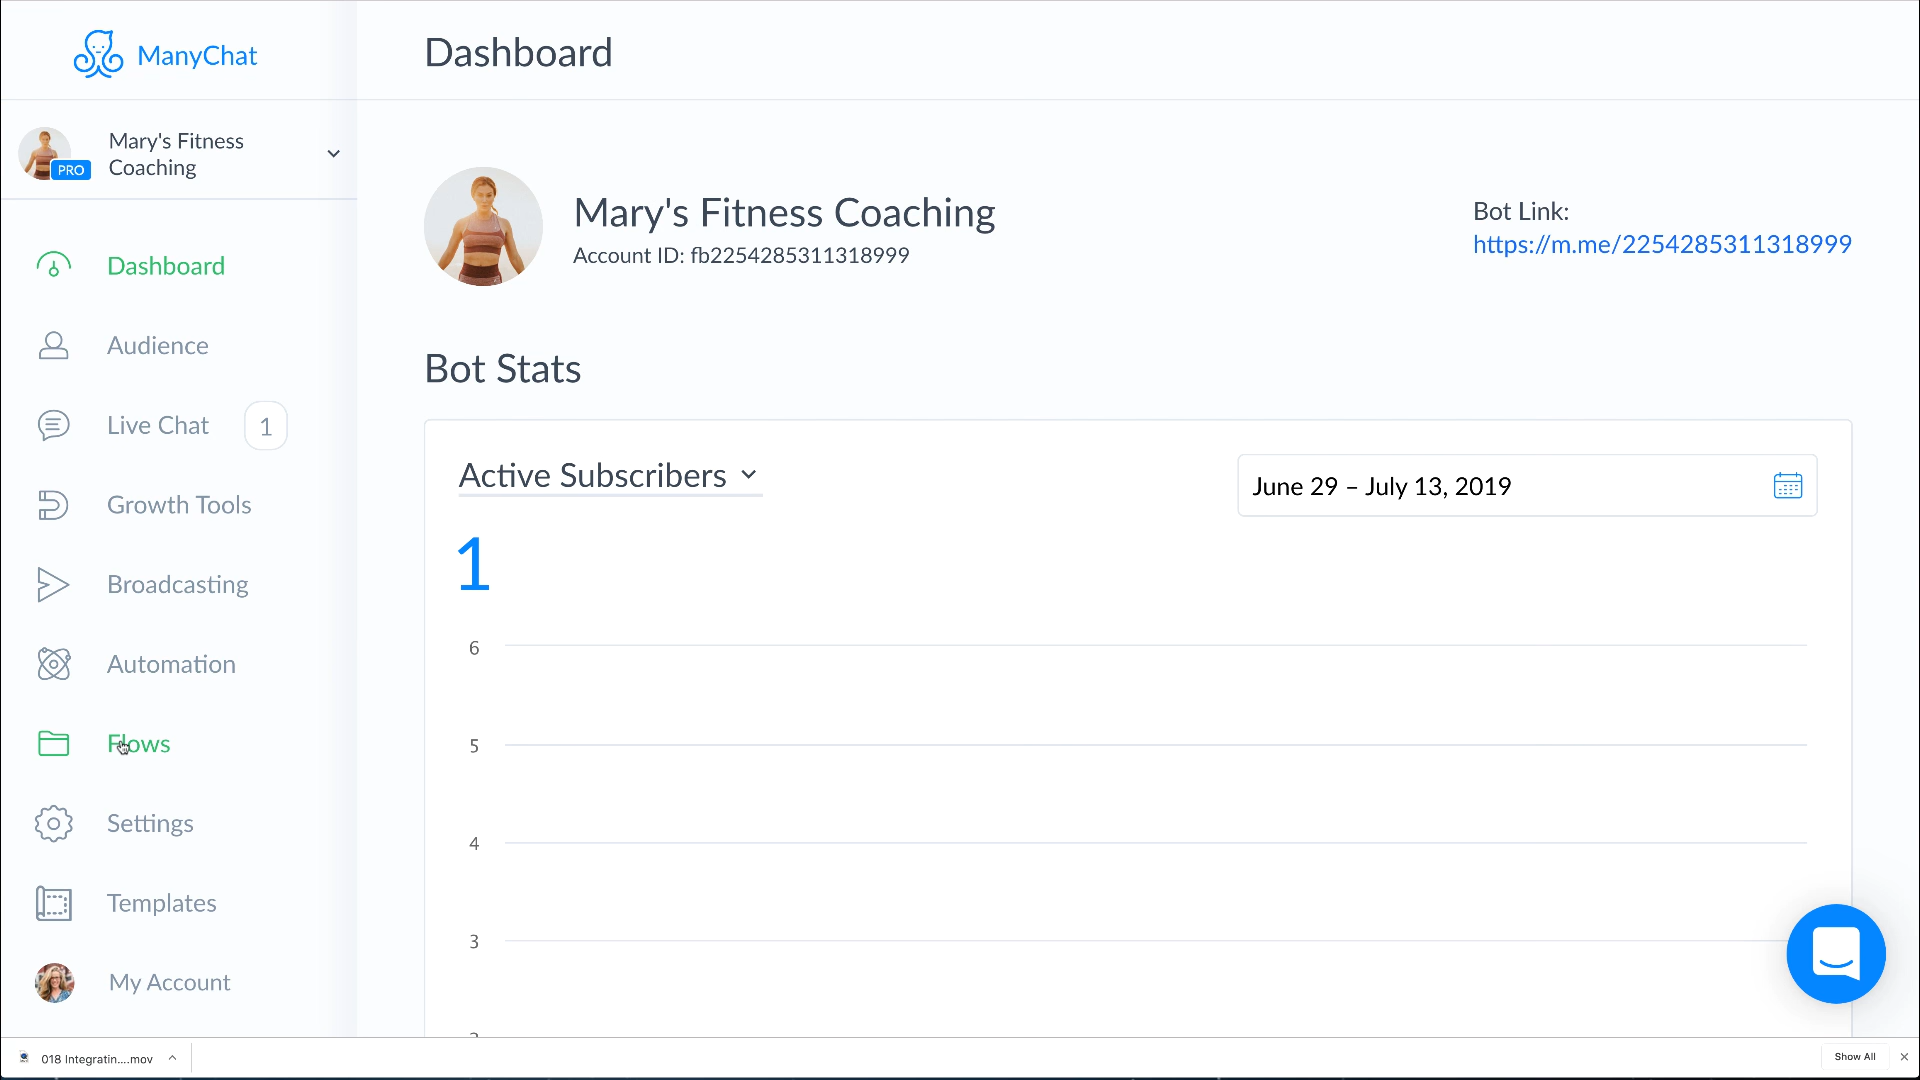 ManyChat
Dashboard
Mary's Fitness
Coaching
PRO
Mary's Fitness Coaching
Account ID: fb2254285311318999
Bot Link:
https://m.me/2254285311318999
Dashboard
Audience
Live Chat 1
Growth Tools
Broadcasting
Automation
Flows
Settings
Templates
My Account
Bot Stats
Active Subscribers
June 29 – July 13, 2019
1
6
5
4
3
018 Integratin....mov
Show All